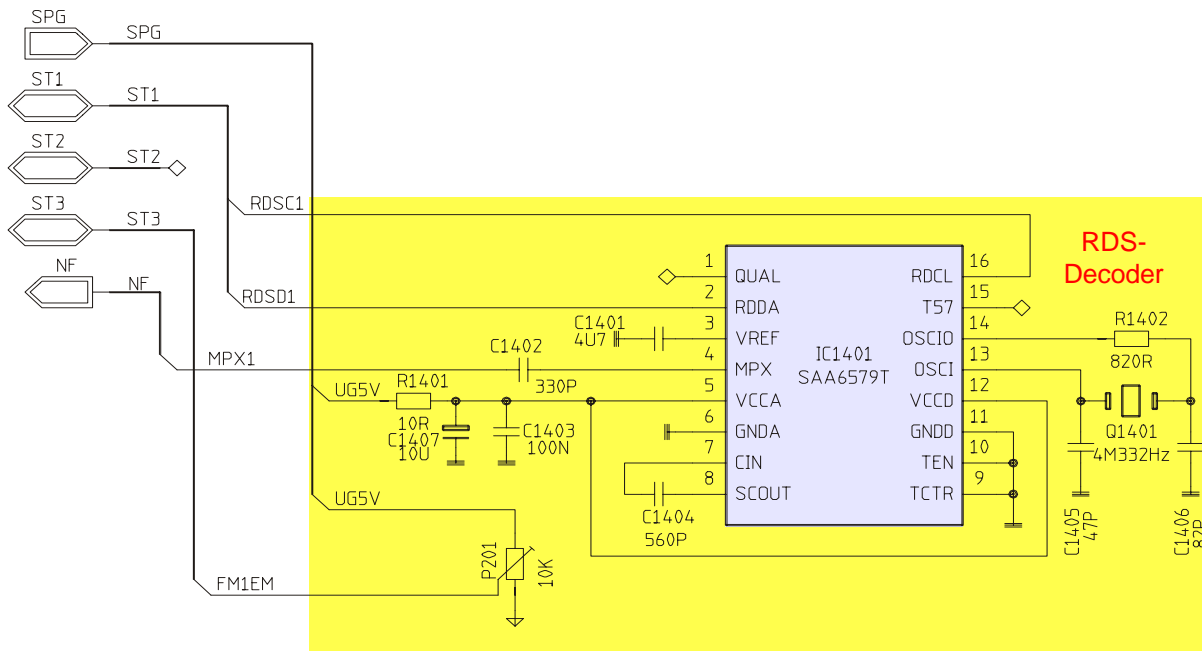 SPG
SPG
ST1
ST1
ST2
ST2
ST3
ST3
NF
NF
RDSC1
RDSD1
MPX1
UG5V
UG5V
FM1EM
RDS-
Decoder
C1401
4U7
C1402
330P
R1401
10R
C1407
10U
C1403
100N
C1404
560P
P201
10K
1 QUAL
2 RDDA
3 VREF
4 MPX
5 VCCA
6 GNDA
7 CIN
8 SCOUT
IC1401
SAA6579T
RDCL 16
T57 15
OSCIO 14
OSCI 13
VCCD 12
GNDD 11
TEN 10
TCTR 9
R1402
820R
Q1401
4M332Hz
C1405
47P
C1406
82P